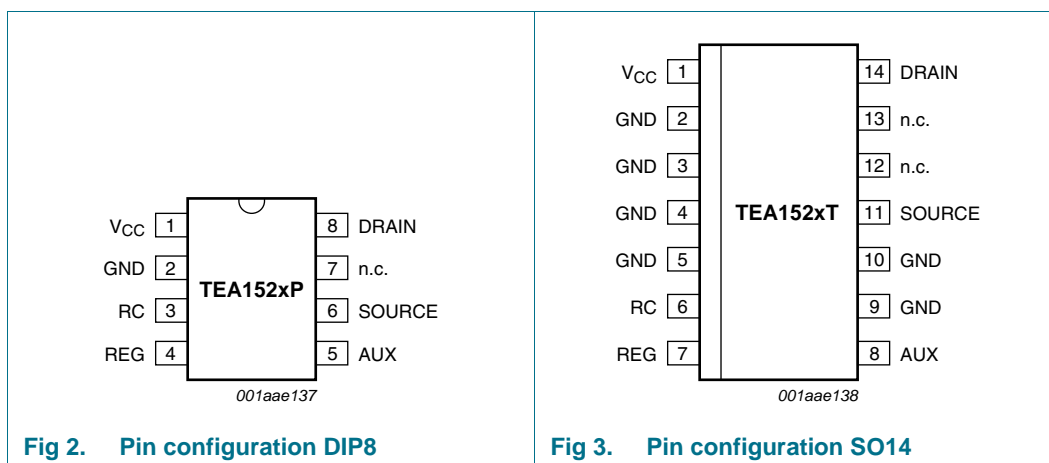 VCC 1 8 DRAIN
GND 2 7 n.c.
TEA152xP
RC 3 6 SOURCE
REG 4 5 AUX
001aae137
Fig 2. Pin configuration DIP8
VCC 1 14 DRAIN
GND 2 13 n.c.
GND 3 12 n.c.
GND 4 TEA152xT 11 SOURCE
GND 5 10 GND
RC 6 9 GND
REG 7 8 AUX
001aae138
Fig 3. Pin configuration SO14